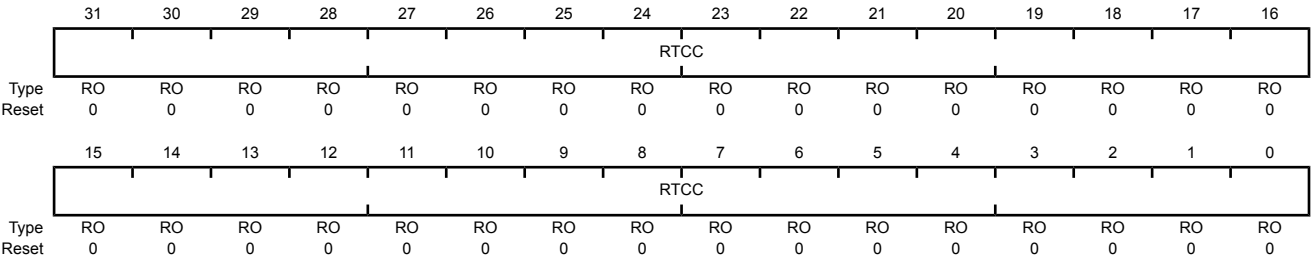 31 30 29 28 27 26 25 24 23 22 21 20 19 18 17 16
RTCC
Type RO RO RO RO RO RO RO RO RO RO RO RO RO RO RO RO
Reset 0 0 0 0 0 0 0 0 0 0 0 0 0 0 0 0
15 14 13 12 11 10 9 8 7 6 5 4 3 2 1 0
RTCC
Type RO RO RO RO RO RO RO RO RO RO RO RO RO RO RO RO
Reset 0 0 0 0 0 0 0 0 0 0 0 0 0 0 0 0